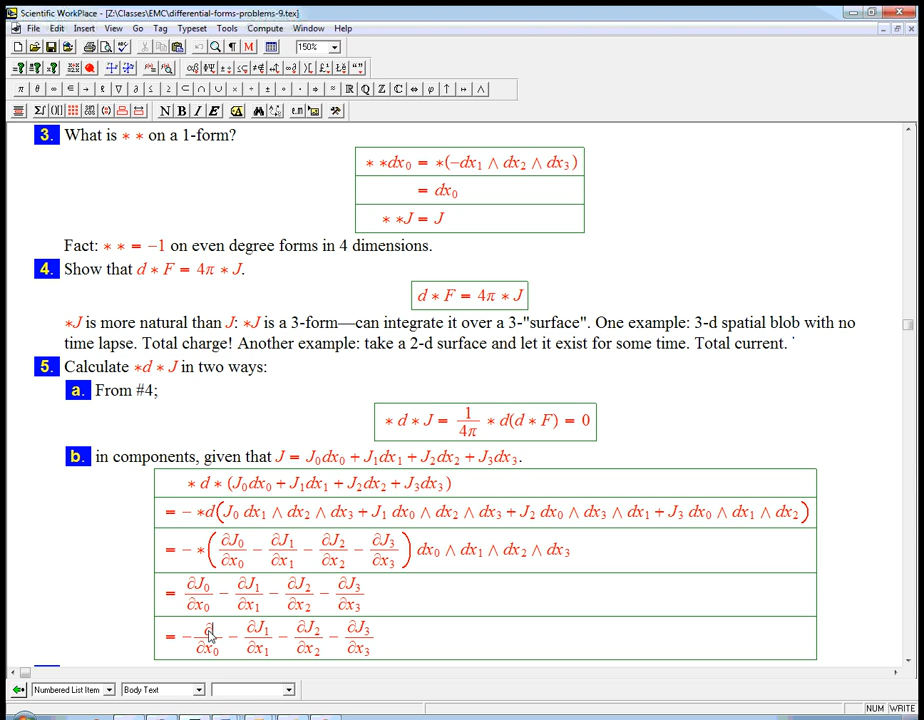 Scientific WorkPlace - [Z:\Classes\EMC\differential-forms-problems-9.tex]
File Edit Insert View Go Tag Typeset Tools Compute Window Help
150%
N B I E
3. What is ∗∗ on a 1-form?
∗∗dx₀ = ∗(−dx₁ ∧ dx₂ ∧ dx₃)
= dx₀
∗∗J = J
Fact: ∗∗ = −1 on even degree forms in 4 dimensions.
4. Show that d∗F = 4π∗J.
d∗F = 4π∗J
∗J is more natural than J: ∗J is a 3-form—can integrate it over a 3-"surface". One example: 3-d spatial blob with no
time lapse. Total charge! Another example: take a 2-d surface and let it exist for some time. Total current.
5. Calculate ∗d∗J in two ways:
a. From #4;
∗d∗J = 1/4π ∗d(d∗F) = 0
b. in components, given that J = J₀dx₀ + J₁dx₁ + J₂dx₂ + J₃dx₃.
∗d∗(J₀dx₀ + J₁dx₁ + J₂dx₂ + J₃dx₃)
= −∗d(J₀ dx₁ ∧ dx₂ ∧ dx₃ + J₁ dx₀ ∧ dx₂ ∧ dx₃ + J₂ dx₀ ∧ dx₃ ∧ dx₁ + J₃ dx₀ ∧ dx₁ ∧ dx₂)
= −∗(∂J₀/∂x₀ − ∂J₁/∂x₁ − ∂J₂/∂x₂ − ∂J₃/∂x₃) dx₀ ∧ dx₁ ∧ dx₂ ∧ dx₃
= ∂J₀/∂x₀ − ∂J₁/∂x₁ − ∂J₂/∂x₂ − ∂J₃/∂x₃
= −∂/∂x₀ − ∂J₁/∂x₁ − ∂J₂/∂x₂ − ∂J₃/∂x₃
Numbered List Item Body Text
NUM WRITE